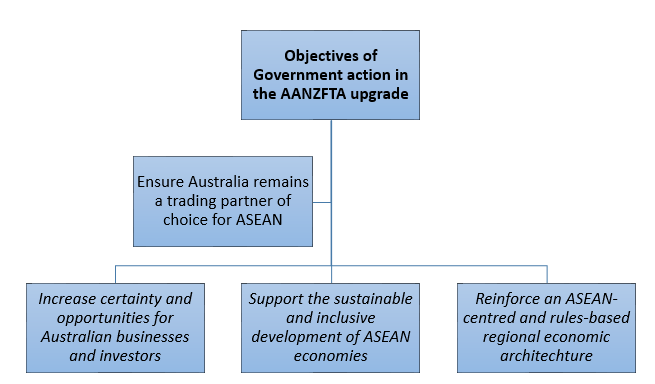 Objectives of
Government action in
the AANZFTA upgrade
Ensure Australia remains
a trading partner of
choice for ASEAN
Increase certainty and
opportunities for
Australian businesses
and investors
Support the sustainable
and inclusive
development of ASEAN
economies
Reinforce an ASEAN-
centred and rules-based
regional economic
architechture